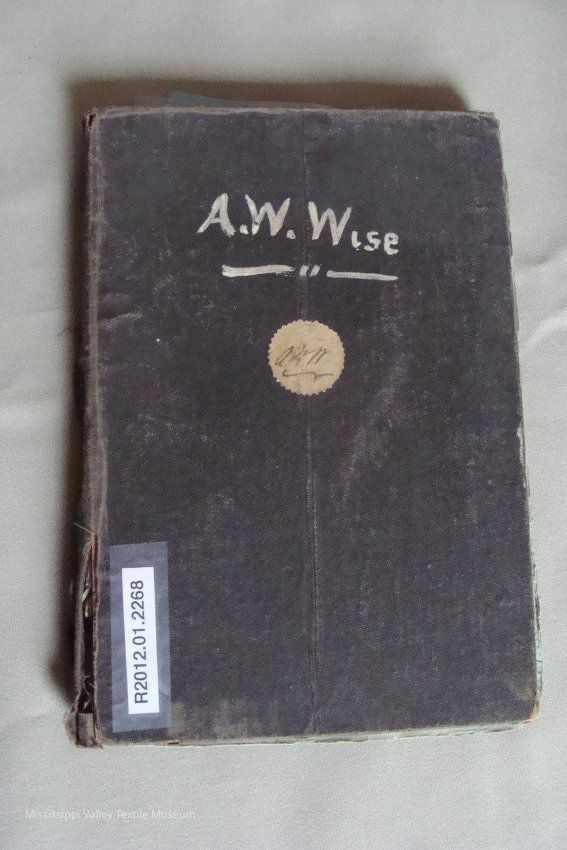 A.W. Wise
R2012.01.2268
Mississippi Valley Textile Museum